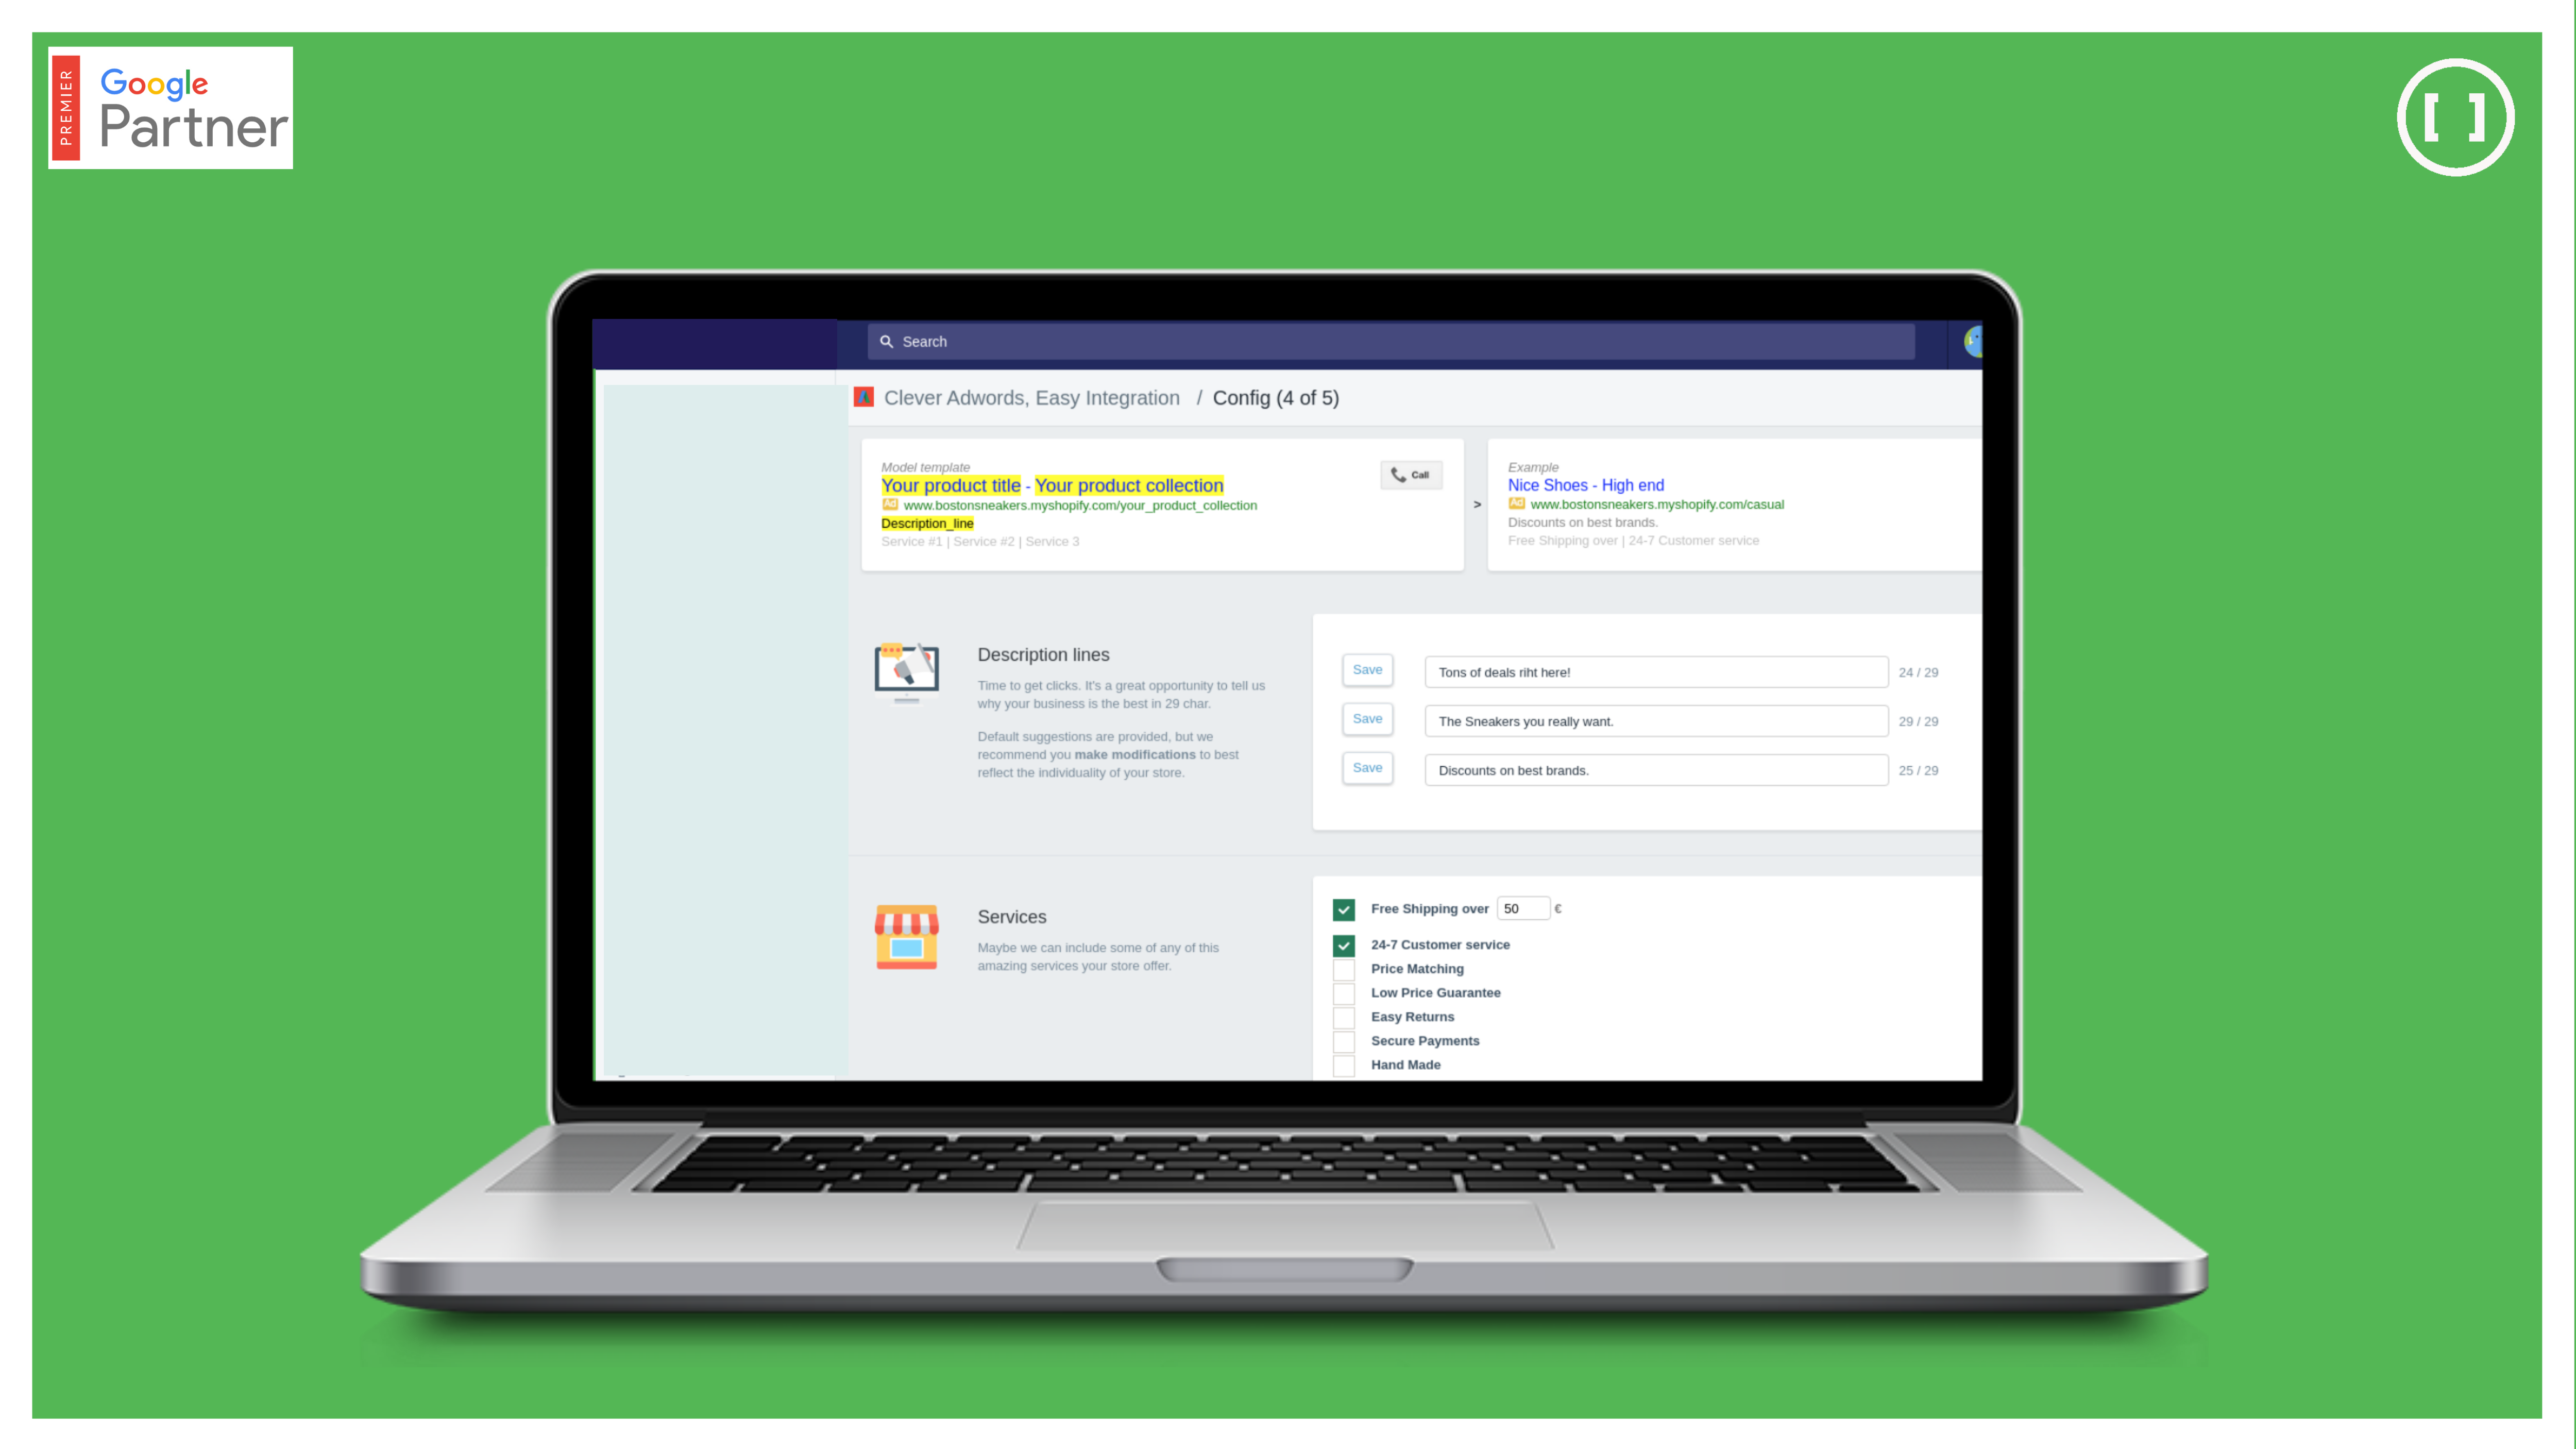 PREMIER
Google
Partner
[ ]
Search
Clever Adwords, Easy Integration / Config (4 of 5)
Model template
Your product title - Your product collection
Ad www.bostonsneakers.myshopify.com/your_product_collection
Description_line
Service #1 | Service #2 | Service 3
Call
>
Example
Nice Shoes - High end
Ad www.bostonsneakers.myshopify.com/casual
Discounts on best brands.
Free Shipping over | 24-7 Customer service
Description lines
Time to get clicks. It's a great opportunity to tell us
why your business is the best in 29 char.
Default suggestions are provided, but we
recommend you make modifications to best
reflect the individuality of your store.
Save Tons of deals riht here! 24 / 29
Save The Sneakers you really want. 29 / 29
Save Discounts on best brands. 25 / 29
Services
Maybe we can include some of any of this
amazing services your store offer.
Free Shipping over 50 €
24-7 Customer service
Price Matching
Low Price Guarantee
Easy Returns
Secure Payments
Hand Made